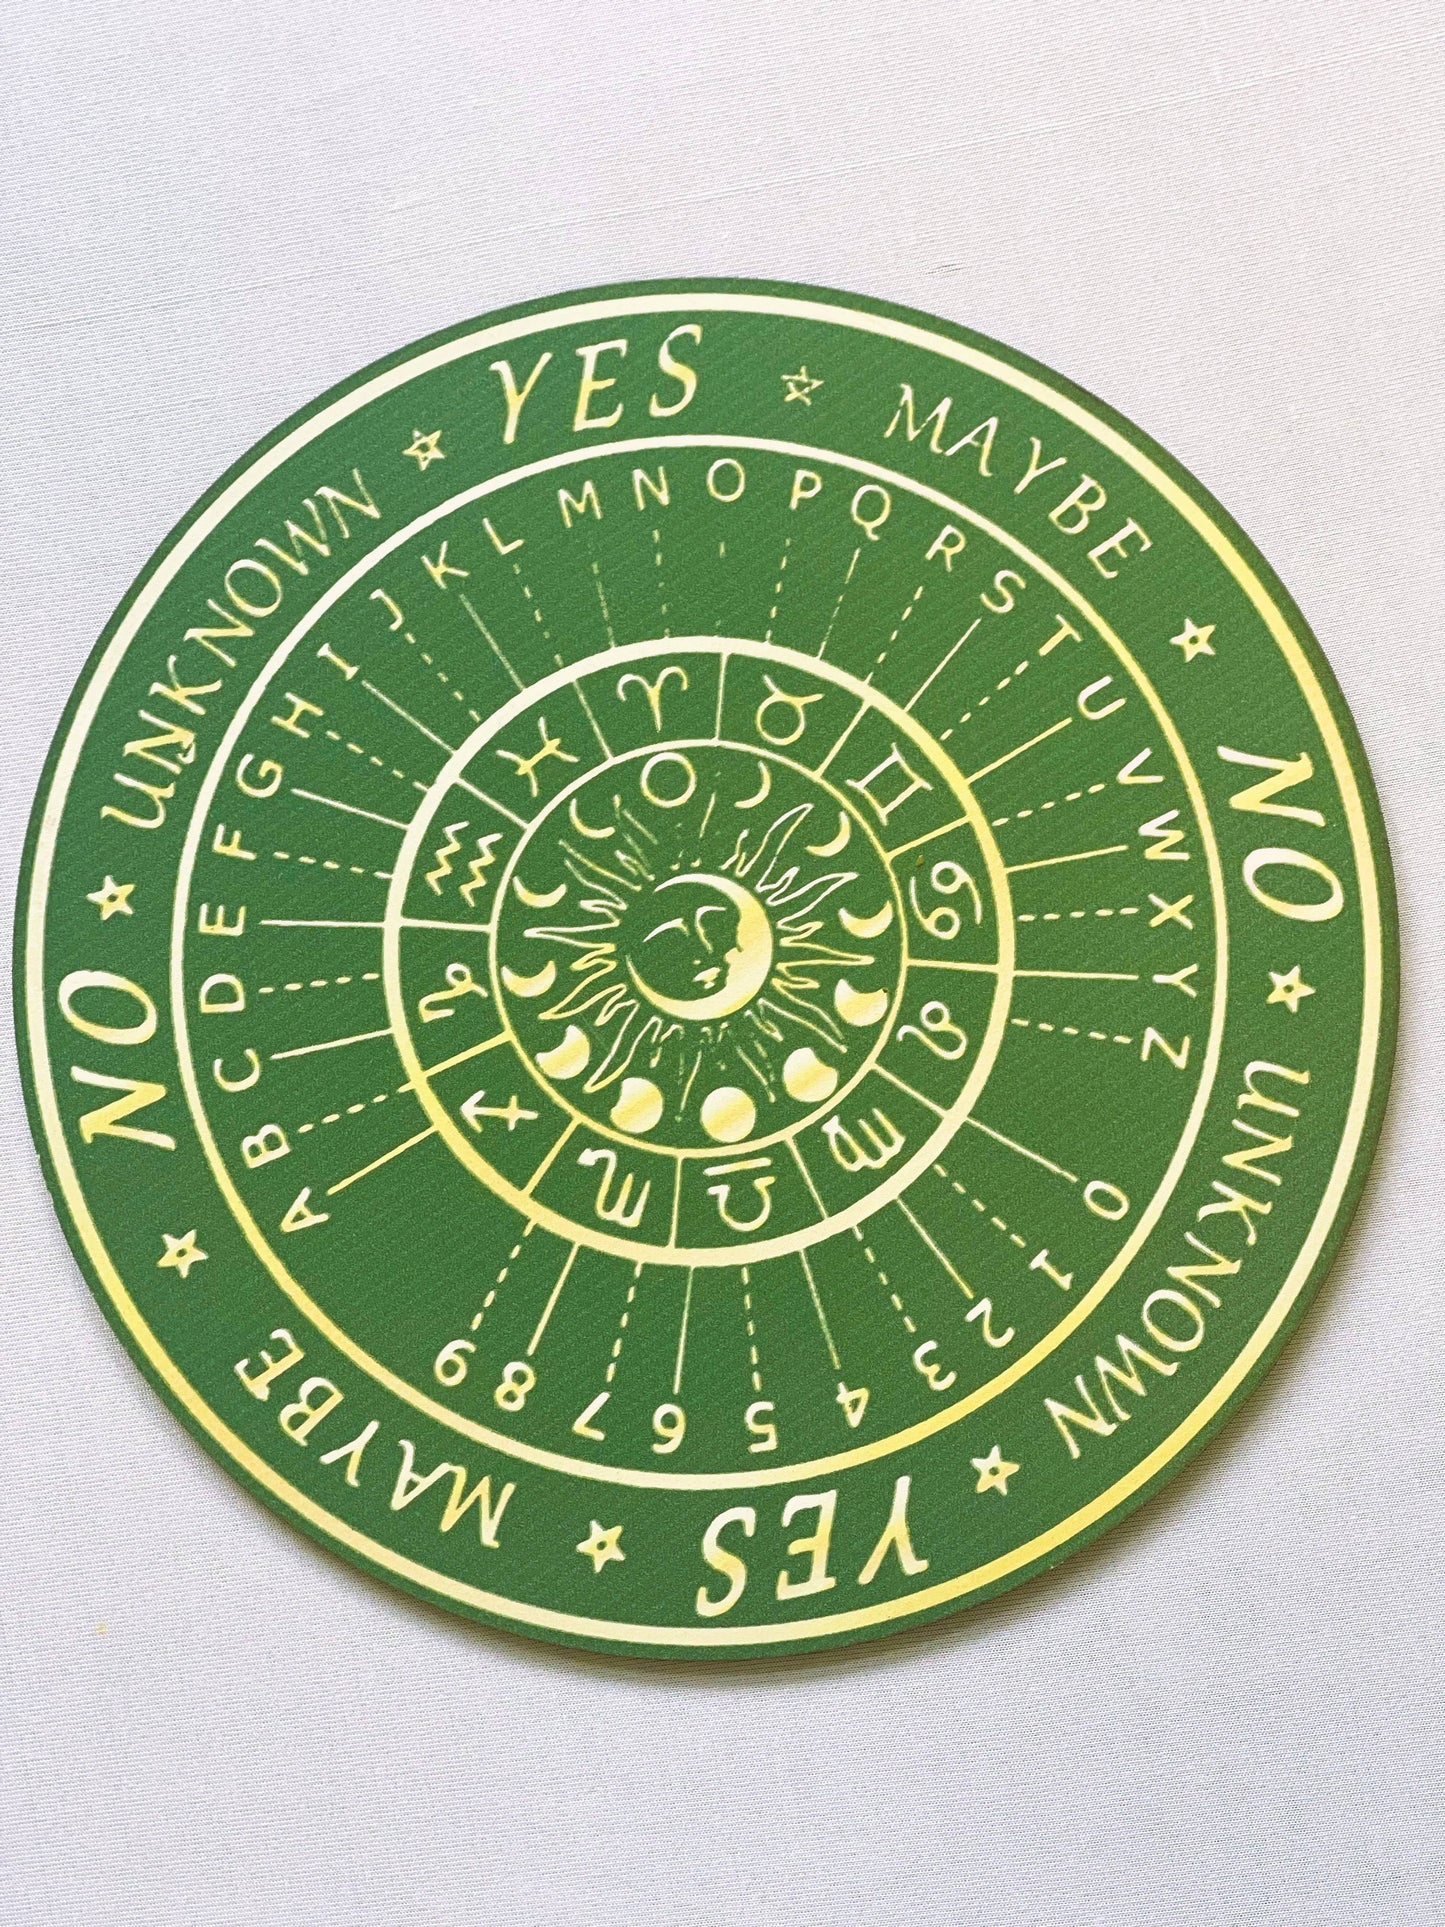 YES MAYBE NO UNKNOWN YES MAYBE NO UNKNOWN
A B C D E F G H I J K L M N O P Q R S T U V W X Y Z
0 1 2 3 4 5 6 7 8 9